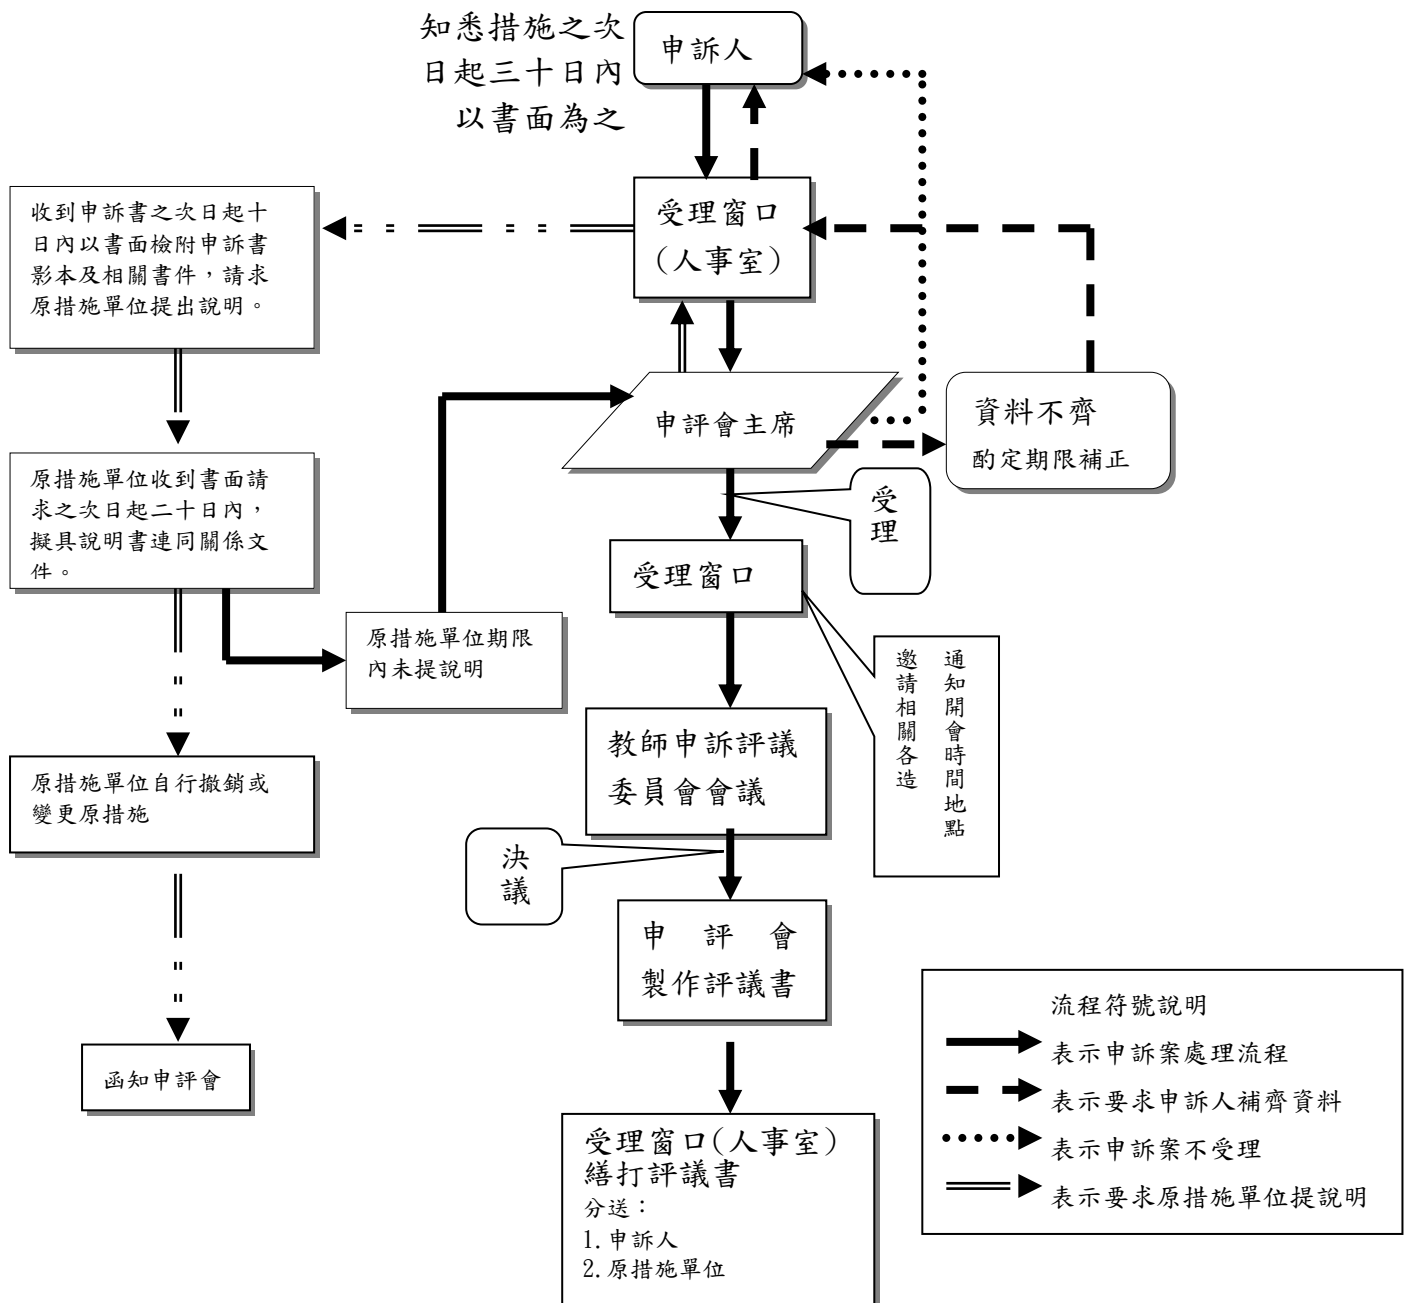 知悉措施之次
日起三十日內
以書面為之
申訴人
受理窗口
(人事室)
收到申訴書之次日起十
日內以書面檢附申訴書
影本及相關書件，請求
原措施單位提出說明。
申評會主席
資料不齊
酌定期限補正
原措施單位收到書面請
求之次日起二十日內，
擬具說明書連同關係文
件。
受理
受理窗口
原措施單位期限
內未提說明
通知開會時間地點
邀請相關各造
教師申訴評議
委員會會議
原措施單位自行撤銷或
變更原措施
決議
申　評　會
製作評議書
函知申評會
受理窗口(人事室)
繕打評議書
分送：
1.申訴人
2.原措施單位
流程符號說明
表示申訴案處理流程
表示要求申訴人補齊資料
表示申訴案不受理
表示要求原措施單位提說明